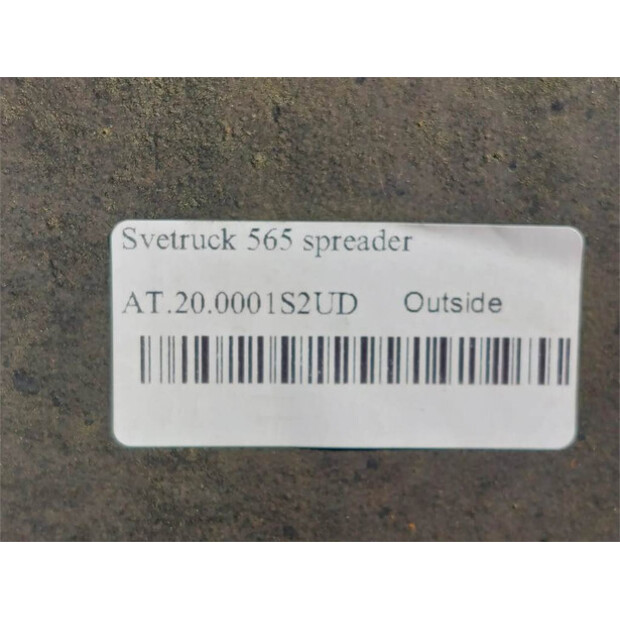 Svetruck 565 spreader
AT.20.0001S2UD Outside